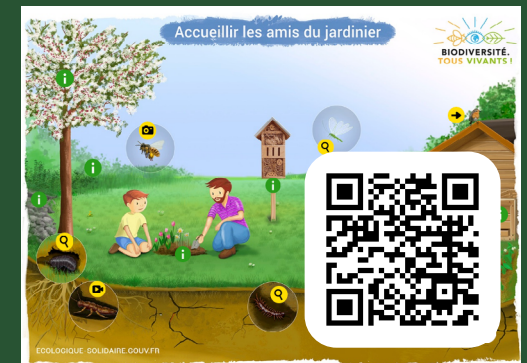 Accueillir les amis du jardinier
BIODIVERSITÉ.
TOUS VIVANTS !
ECOLOGIQUE-SOLIDAIRE.GOUV.FR